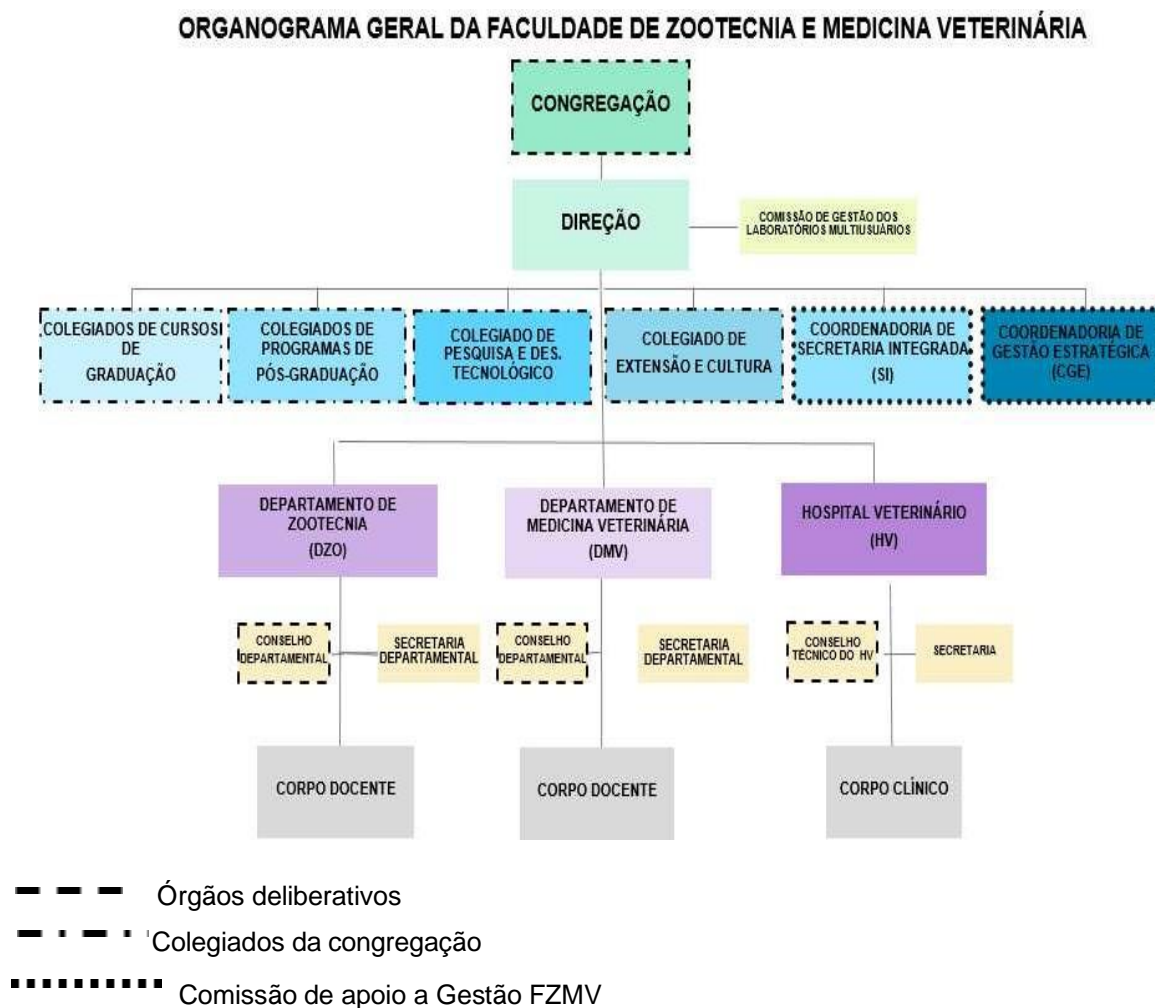 ORGANOGRAMA GERAL DA FACULDADE DE ZOOTECNIA E MEDICINA VETERINÁRIA
CONGREGAÇÃO
DIREÇÃO
COMISSÃO DE GESTÃO DOS
LABORATÓRIOS MULTIUSUÁRIOS
COLEGIADOS DE CURSOS
DE
GRADUAÇÃO
COLEGIADOS DE
PROGRAMAS DE
PÓS-GRADUAÇÃO
COLEGIADO DE
PESQUISA E DES.
TECNOLÓGICO
COLEGIADO DE
EXTENSÃO E CULTURA
COORDENADORIA DE
SECRETARIA INTEGRADA
(SI)
COORDENADORIA DE
GESTÃO ESTRATÉGICA
(CGE)
DEPARTAMENTO DE
ZOOTECNIA
(DZO)
DEPARTAMENTO DE
MEDICINA VETERINÁRIA
(DMV)
HOSPITAL VETERINÁRIO
(HV)
CONSELHO
DEPARTAMENTAL
SECRETARIA
DEPARTAMENTAL
CONSELHO
DEPARTAMENTAL
SECRETARIA
DEPARTAMENTAL
CONSELHO
TÉCNICO DO HV
SECRETARIA
CORPO DOCENTE
CORPO DOCENTE
CORPO CLÍNICO
Órgãos deliberativos
Colegiados da congregação
Comissão de apoio a Gestão FZMV